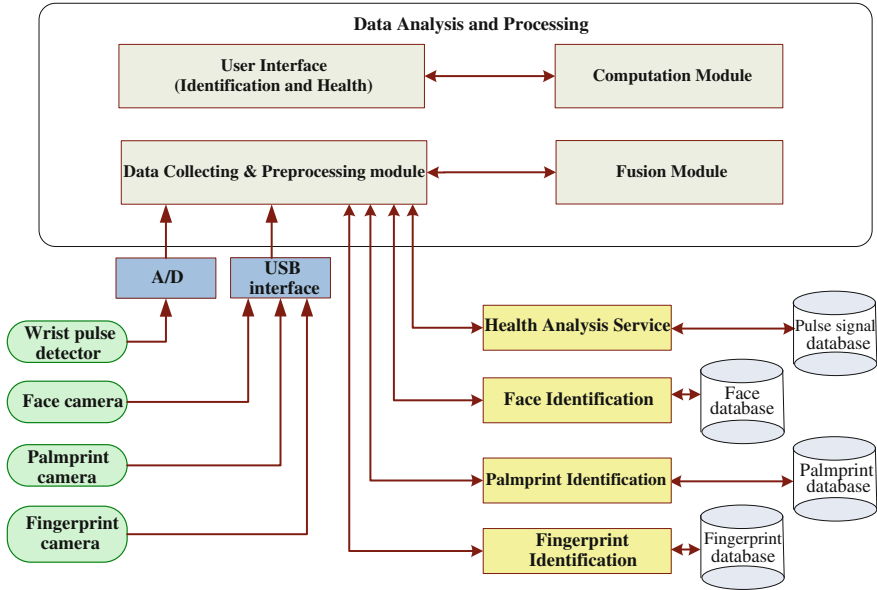 Data Analysis and Processing
User Interface
(Identification and Health)
Computation Module
Data Collecting & Preprocessing module
Fusion Module
A/D
USB
interface
Wrist pulse
detector
Face camera
Palmprint
camera
Fingerprint
camera
Health Analysis Service
Pulse signal
database
Face Identification
Face
database
Palmprint Identification
Palmprint
database
Fingerprint
Identification
Fingerprint
database